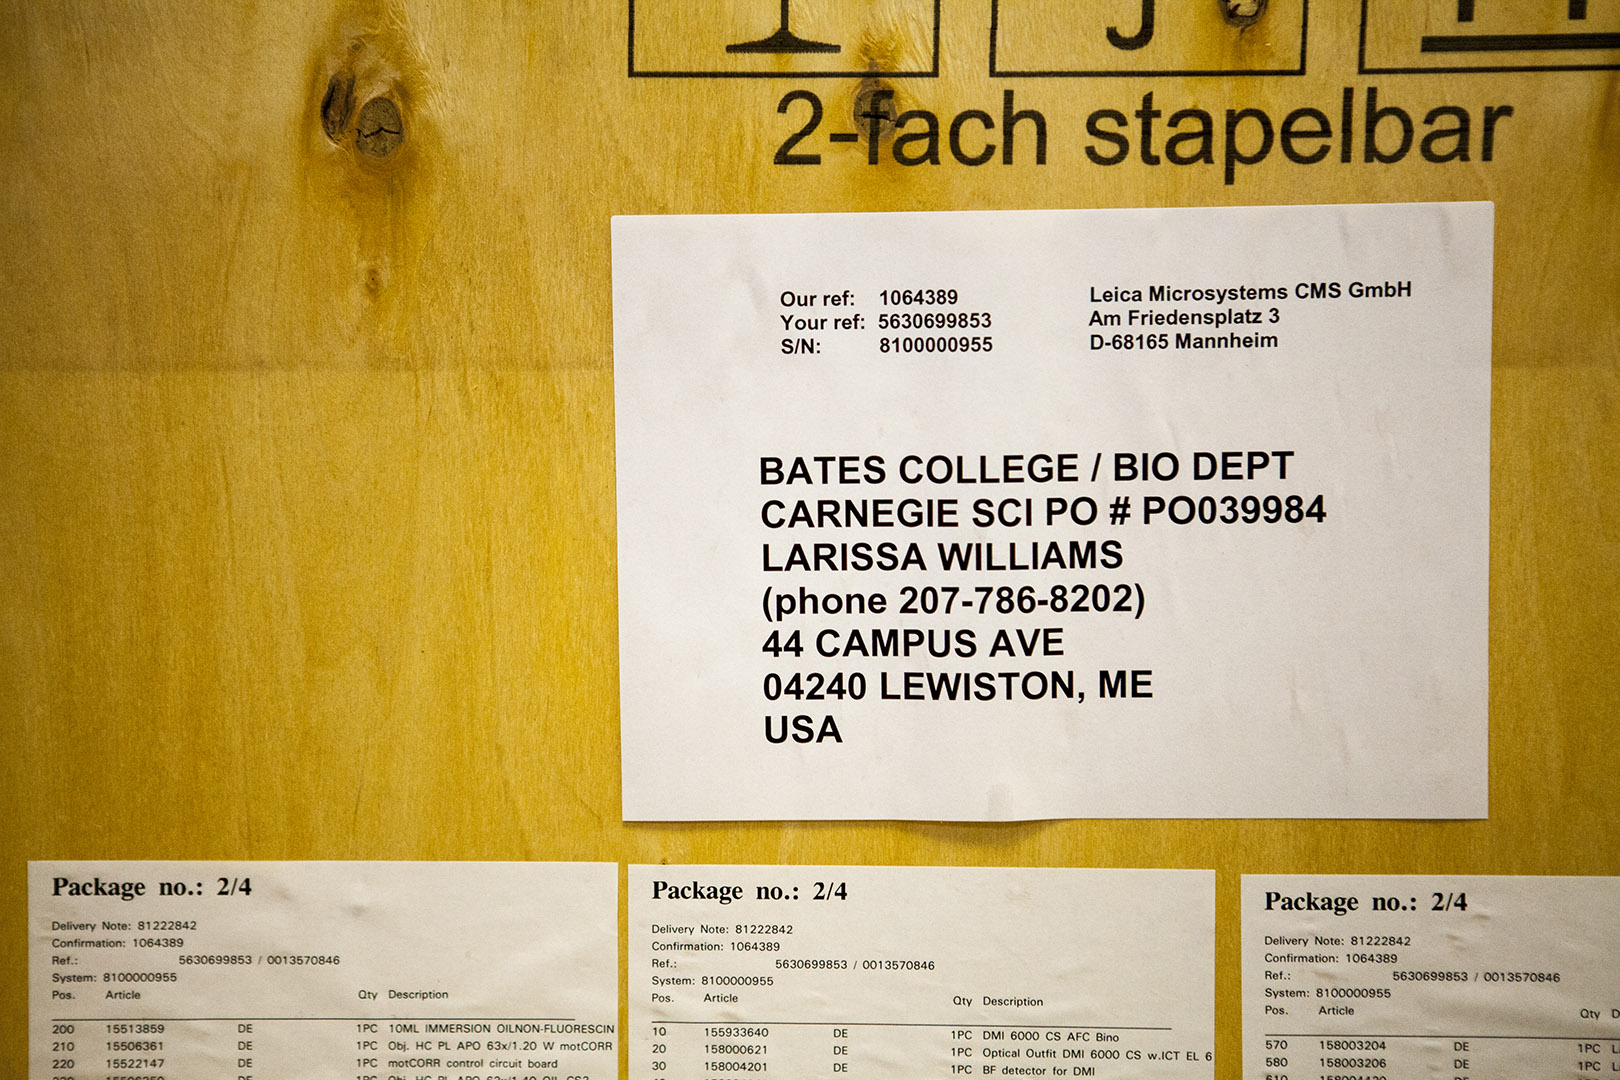 2-fach stapelbar
Our ref: 1064389
Your ref: 5630699853
S/N: 8100000955
Leica Microsystems CMS GmbH
Am Friedensplatz 3
D-68165 Mannheim
BATES COLLEGE / BIO DEPT
CARNEGIE SCI PO # PO039984
LARISSA WILLIAMS
(phone 207-786-8202)
44 CAMPUS AVE
04240 LEWISTON, ME
USA
Package no.: 2/4
Delivery Note: 81222842
Confirmation: 1064389
Ref.: 5630699853 / 0013570846
System: 8100000955
Pos. Article Qty Description
200 15513859 DE 1PC 10ML IMMERSION OILNON-FLUORESCIN
210 15506361 DE 1PC Obj. HC PL APO 63x/1.20 W motCORR
220 15522147 DE 1PC motCORR control circuit board
Package no.: 2/4
Delivery Note: 81222842
Confirmation: 1064389
Ref.: 5630699853 / 0013570846
System: 8100000955
Pos. Article Qty Description
10 155933640 DE 1PC DMI 6000 CS AFC Bino
20 158000621 DE 1PC Optical Outfit DMI 6000 CS w.ICT EL 6
30 158004201 DE 1PC BF detector for DMI
Package no.: 2/4
Delivery Note: 81222842
Confirmation: 1064389
Ref.: 5630699853 / 0013570846
System: 8100000955
Pos. Article Qty
570 158003204 DE 1PC
580 158003206 DE 1PC